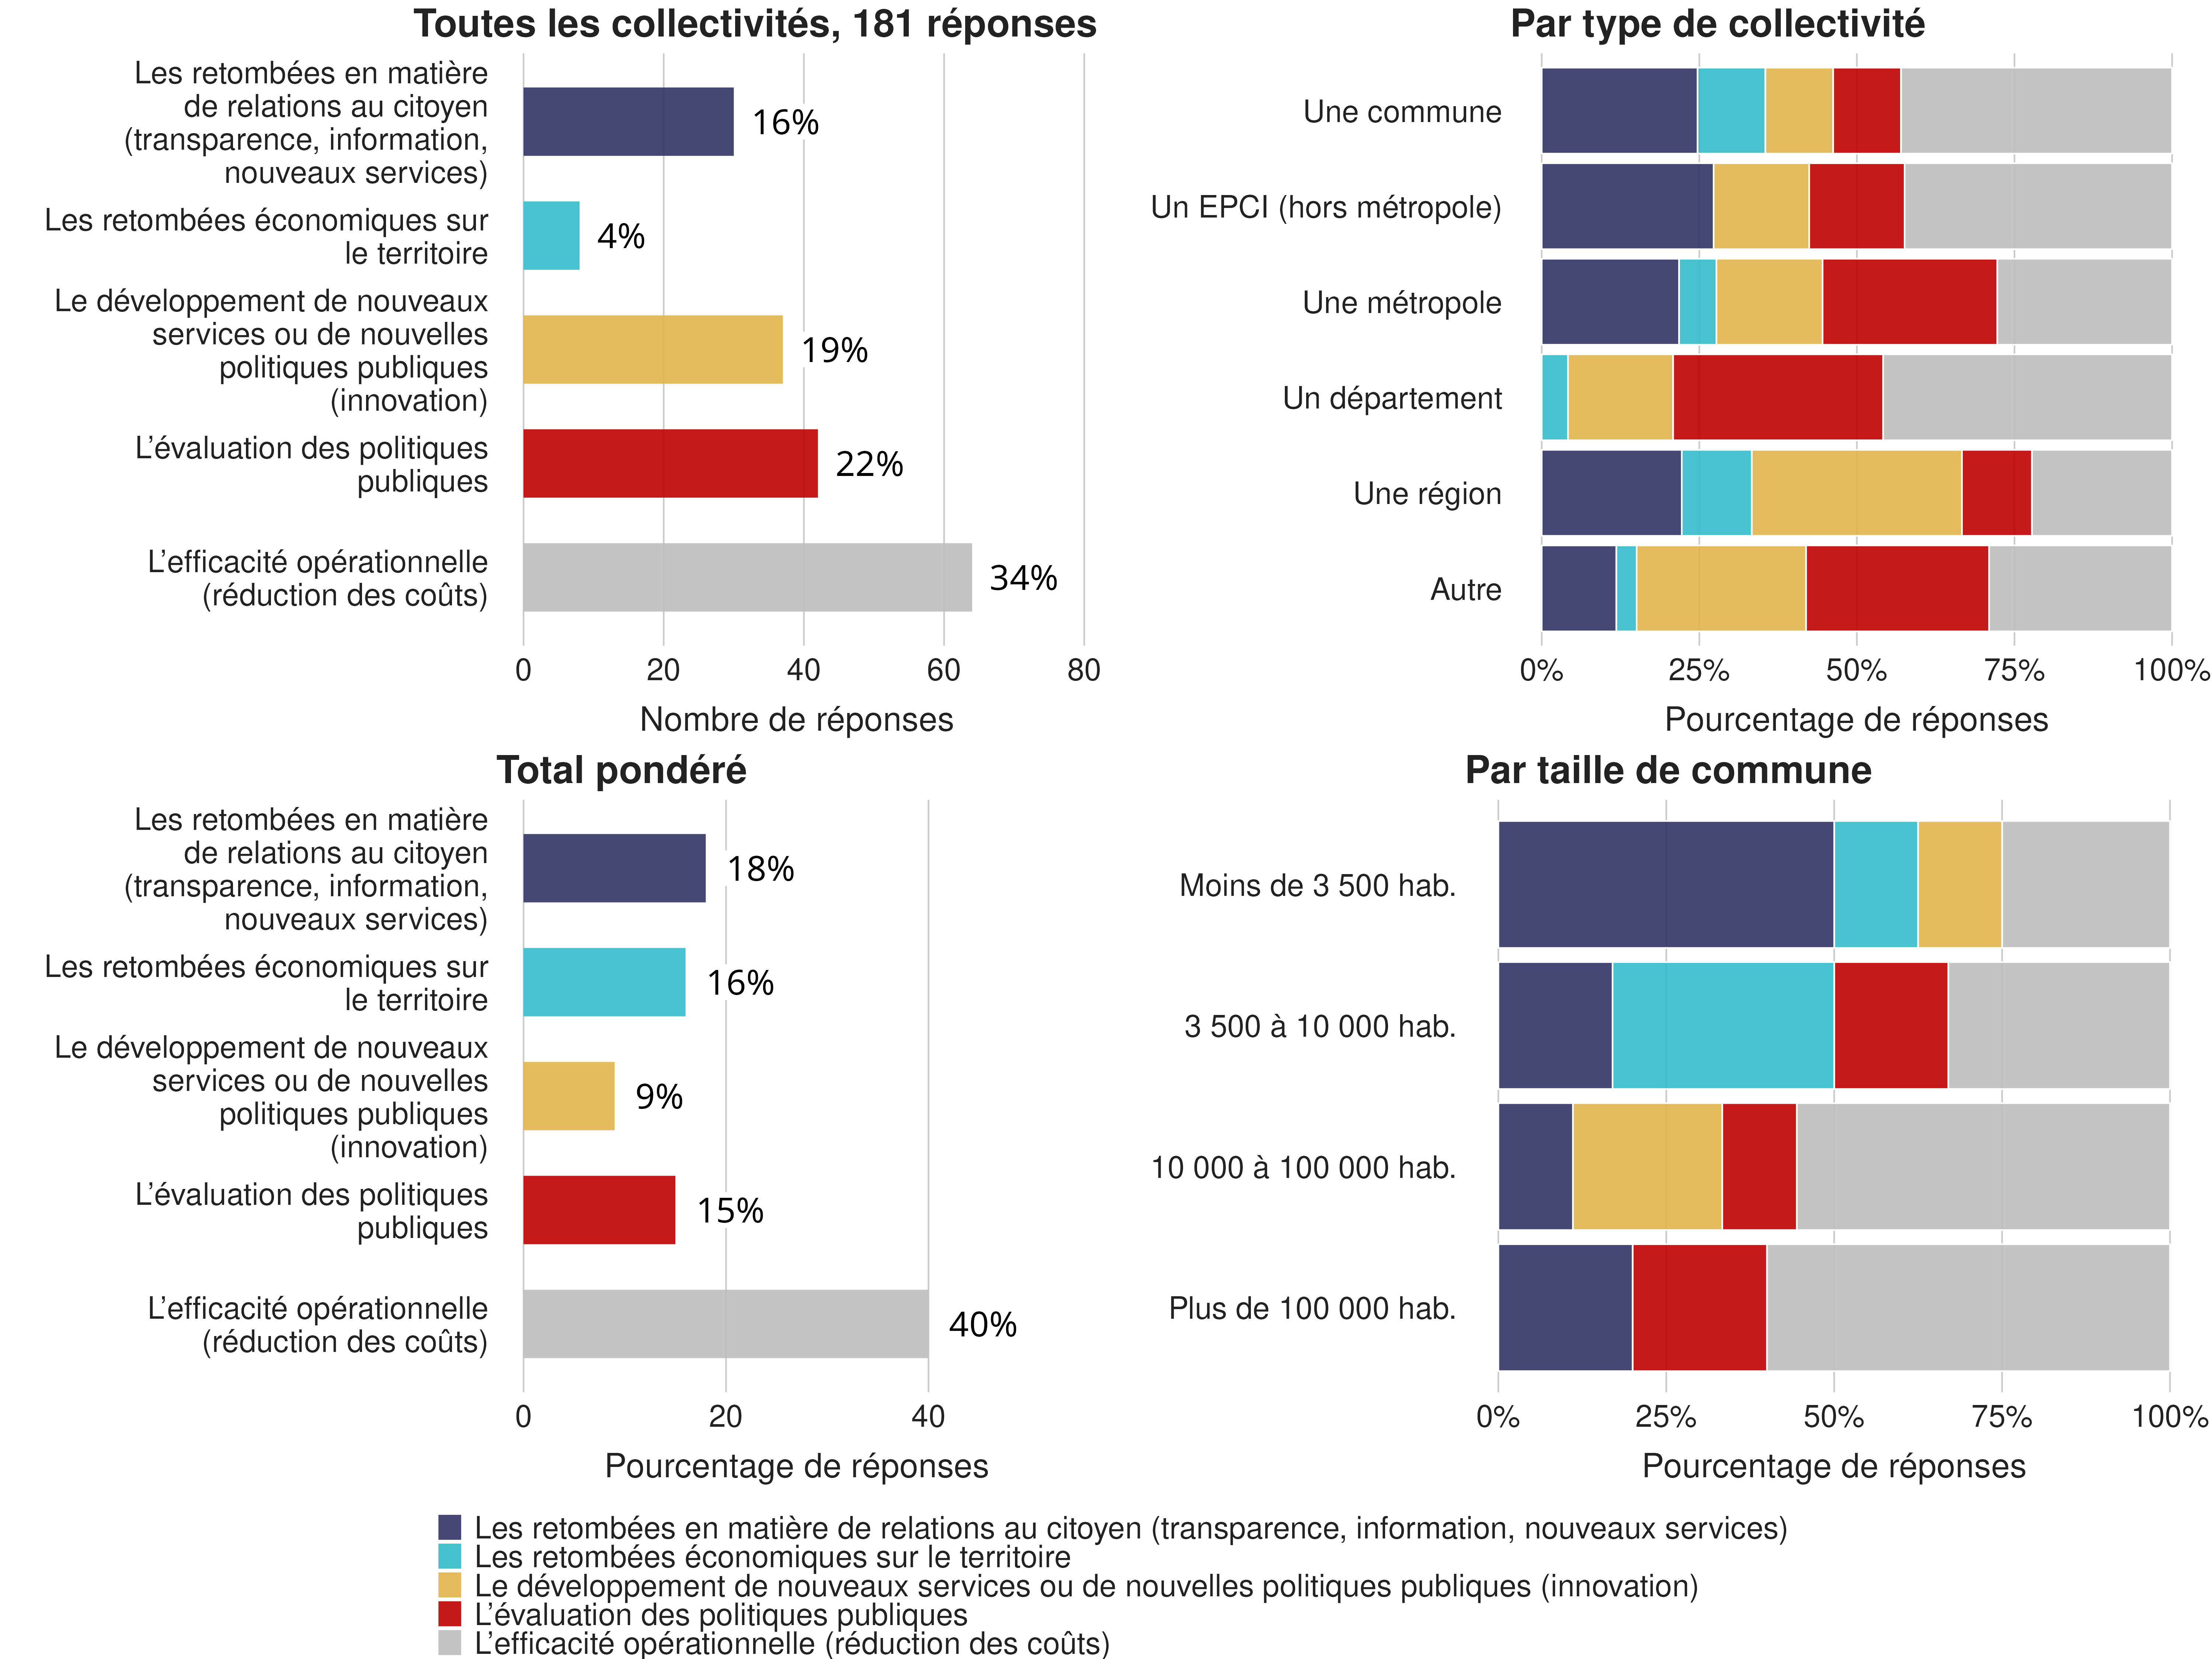 Toutes les collectivités, 181 réponses
Les retombées en matière
de relations au citoyen
(transparence, information,
nouveaux services)
16%
Les retombées économiques sur
le territoire
4%
Le développement de nouveaux
services ou de nouvelles
politiques publiques
(innovation)
19%
L’évaluation des politiques
publiques
22%
L’efficacité opérationnelle
(réduction des coûts)
34%
0 20 40 60 80
Nombre de réponses
Par type de collectivité
Une commune
Un EPCI (hors métropole)
Une métropole
Un département
Une région
Autre
0% 25% 50% 75% 100%
Pourcentage de réponses
Total pondéré
Les retombées en matière
de relations au citoyen
(transparence, information,
nouveaux services)
18%
Les retombées économiques sur
le territoire
16%
Le développement de nouveaux
services ou de nouvelles
politiques publiques
(innovation)
9%
L’évaluation des politiques
publiques
15%
L’efficacité opérationnelle
(réduction des coûts)
40%
0 20 40
Pourcentage de réponses
Par taille de commune
Moins de 3 500 hab.
3 500 à 10 000 hab.
10 000 à 100 000 hab.
Plus de 100 000 hab.
0% 25% 50% 75% 100%
Pourcentage de réponses
Les retombées en matière de relations au citoyen (transparence, information, nouveaux services)
Les retombées économiques sur le territoire
Le développement de nouveaux services ou de nouvelles politiques publiques (innovation)
L’évaluation des politiques publiques
L’efficacité opérationnelle (réduction des coûts)